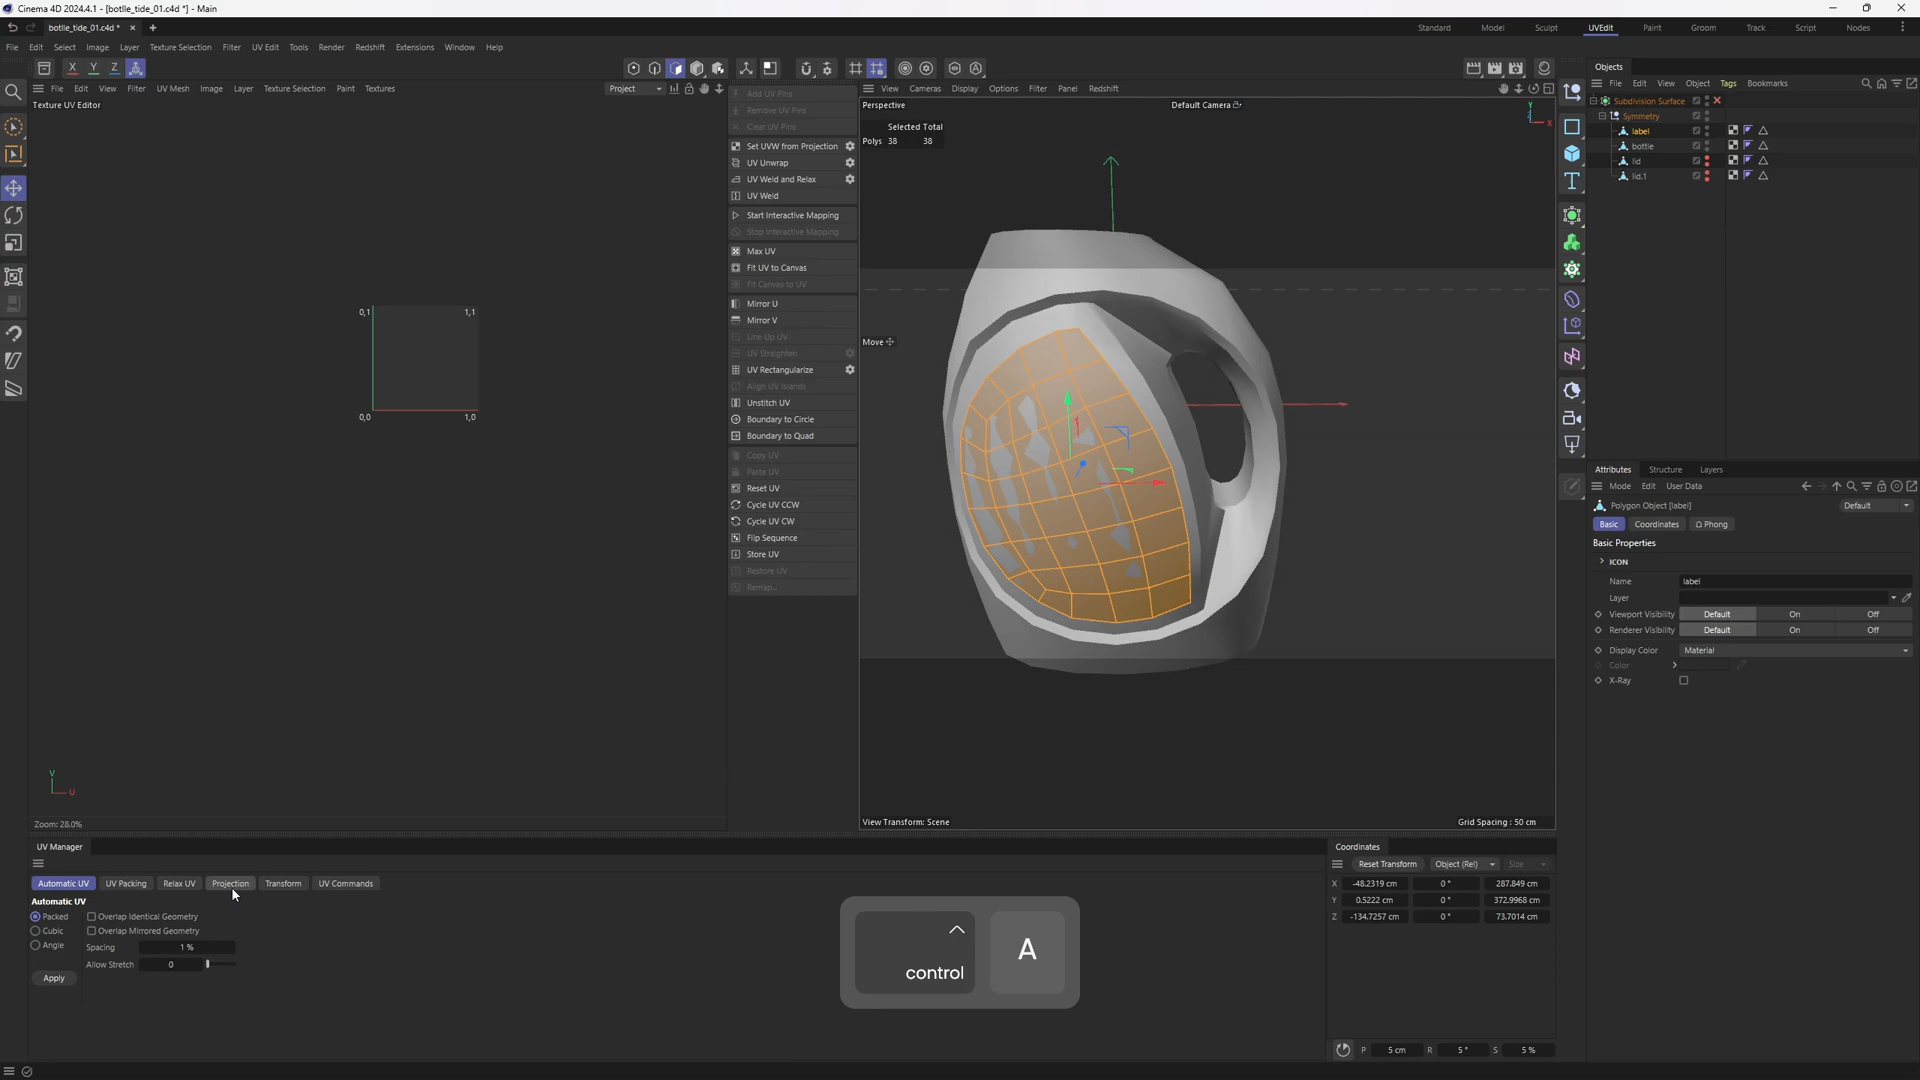 Cinema 4D 2024.4.1 - [botlle_tide_01.c4d *] - Main
botlle_tide_01.c4d *
Standard Model Sculpt UVEdit Paint Groom Track Script Nodes
File Edit Select Image Layer Texture Selection Filter UV Edit Tools Render Redshift Extensions Window Help
X Y Z
File Edit View Filter UV Mesh Image Layer Texture Selection Paint Textures Project
Texture UV Editor
0,1 1,1
0,0 1,0
V
U
Zoom: 28.0%
Add UV Pins
Remove UV Pins
Clear UV Pins
Set UVW from Projection
UV Unwrap
UV Weld and Relax
UV Weld
Start Interactive Mapping
Stop Interactive Mapping
Max UV
Fit UV to Canvas
Fit Canvas to UV
Mirror U
Mirror V
Line Up UV
UV Straighten
UV Rectangularize
Align UV Islands
Unstitch UV
Boundary to Circle
Boundary to Quad
Copy UV
Paste UV
Reset UV
Cycle UV CCW
Cycle UV CW
Flip Sequence
Store UV
Restore UV
Remap...
View Cameras Display Options Filter Panel Redshift
Perspective Default Camera
Selected Total
Polys 38 38
Y
X
Move
View Transform: Scene Grid Spacing : 50 cm
Objects
File Edit View Object Tags Bookmarks
Subdivision Surface
Symmetry
label
bottle
lid
lid.1
Attributes Structure Layers
Mode Edit User Data
Polygon Object [label] Default
Basic Coordinates Phong
Basic Properties
ICON
Name label
Layer
Viewport Visibility Default On Off
Renderer Visibility Default On Off
Display Color Material
Color
X-Ray
UV Manager
Automatic UV UV Packing Relax UV Projection Transform UV Commands
Automatic UV
Packed Overlap Identical Geometry
Cubic Overlap Mirrored Geometry
Angle Spacing 1 %
Allow Stretch 0
Apply
control A
Coordinates
Reset Transform Object (Rel) Size
X -48.2319 cm 0 ° 287.849 cm
Y 0.5222 cm 0 ° 372.9968 cm
Z -134.7257 cm 0 ° 73.7014 cm
P 5 cm R 5 ° S 5 %